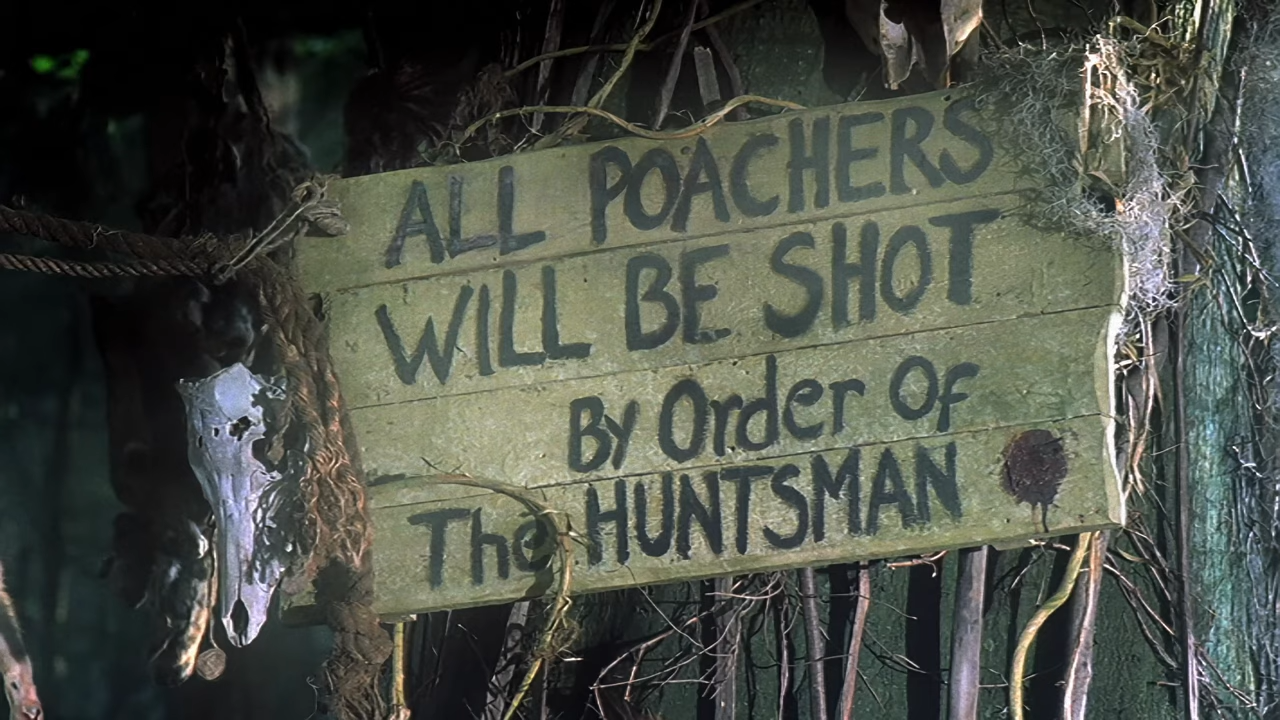 ALL POACHERS
WILL BE SHOT
By Order Of
The HUNTSMAN